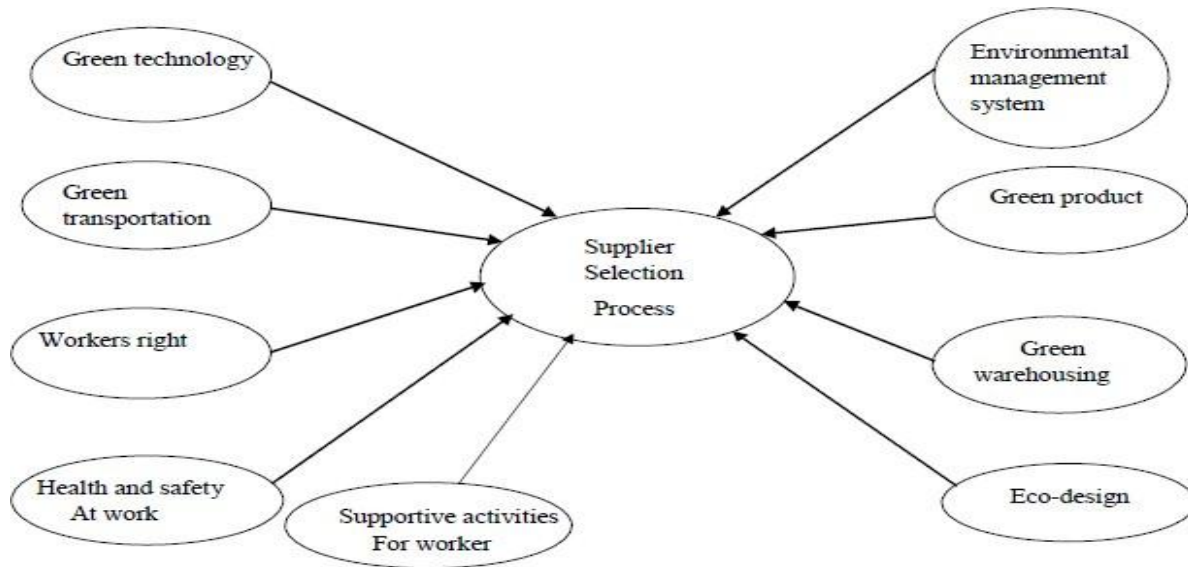 Green technology
Environmental
management
system
Green
transportation
Green product
Supplier
Selection
Process
Workers right
Green
warehousing
Health and safety
At work
Supportive activities
For worker
Eco-design